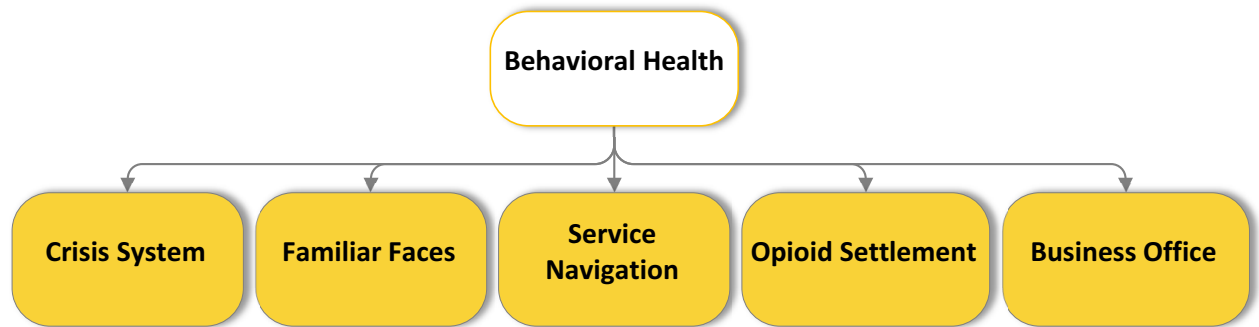 Behavioral Health
Crisis System
Familiar Faces
Service
Navigation
Opioid Settlement
Business Office